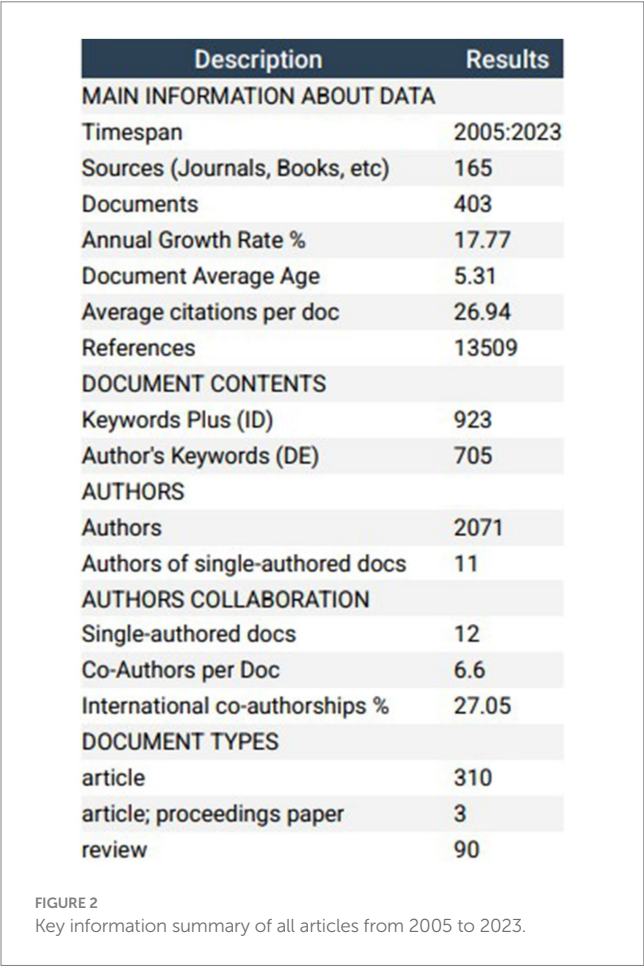 Description Results
MAIN INFORMATION ABOUT DATA
Timespan 2005:2023
Sources (Journals, Books, etc) 165
Documents 403
Annual Growth Rate % 17.77
Document Average Age 5.31
Average citations per doc 26.94
References 13509
DOCUMENT CONTENTS
Keywords Plus (ID) 923
Author's Keywords (DE) 705
AUTHORS
Authors 2071
Authors of single-authored docs 11
AUTHORS COLLABORATION
Single-authored docs 12
Co-Authors per Doc 6.6
International co-authorships % 27.05
DOCUMENT TYPES
article 310
article; proceedings paper 3
review 90
FIGURE 2
Key information summary of all articles from 2005 to 2023.